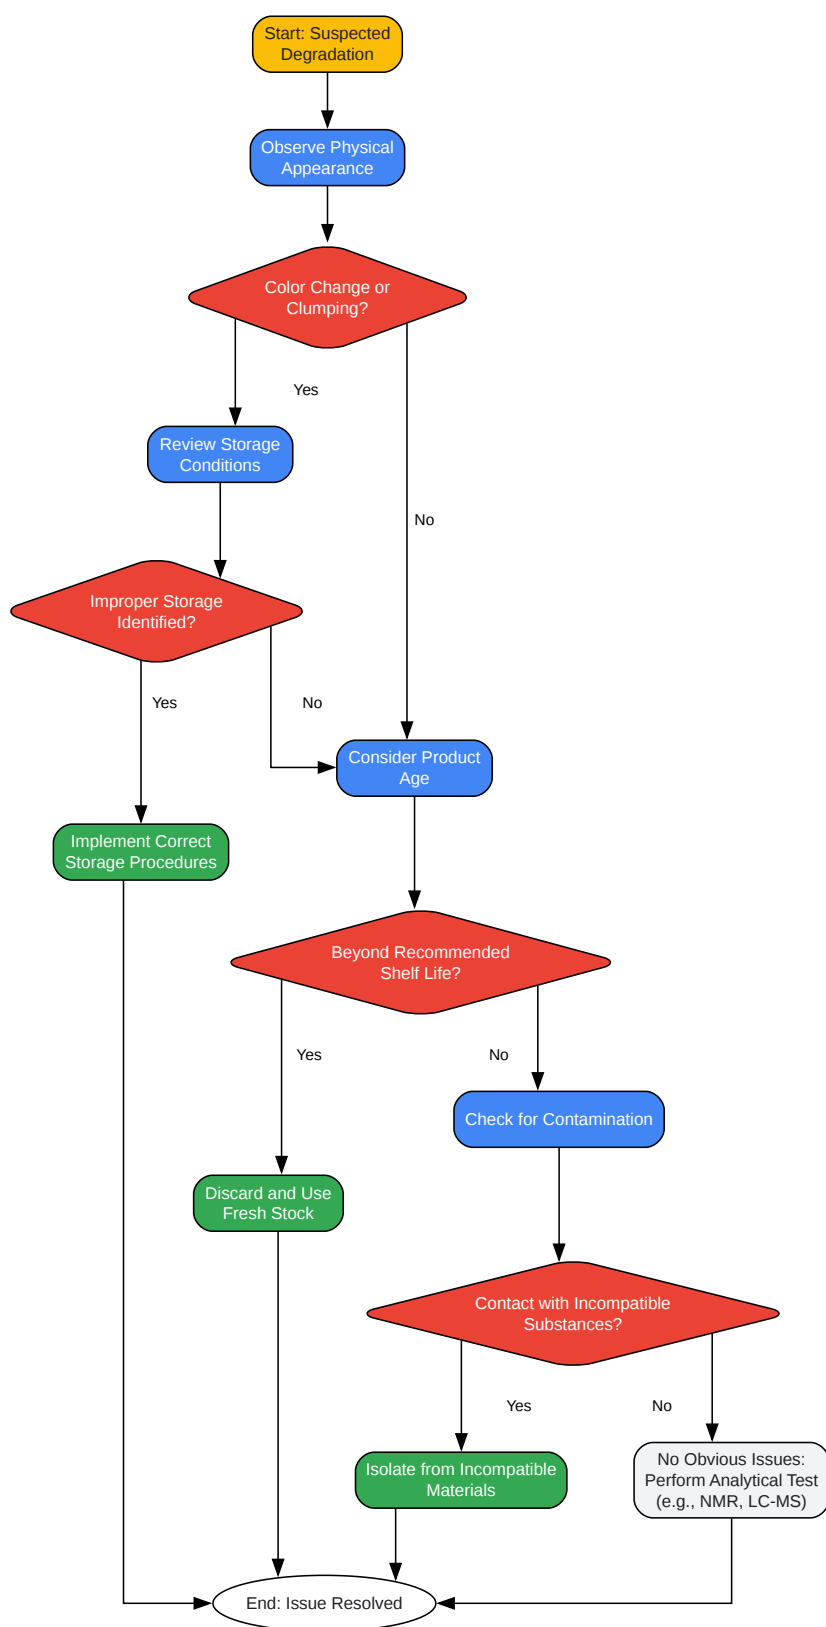 Start: Suspected
Degradation
Observe Physical
Appearance
Color Change or
Clumping?
Yes
Review Storage
Conditions
No
Improper Storage
Identified?
Yes
No
Consider Product
Age
Implement Correct
Storage Procedures
Beyond Recommended
Shelf Life?
Yes
No
Check for Contamination
Discard and Use
Fresh Stock
Contact with Incompatible
Substances?
Yes
No
Isolate from Incompatible
Materials
No Obvious Issues:
Perform Analytical Test
(e.g., NMR, LC-MS)
End: Issue Resolved